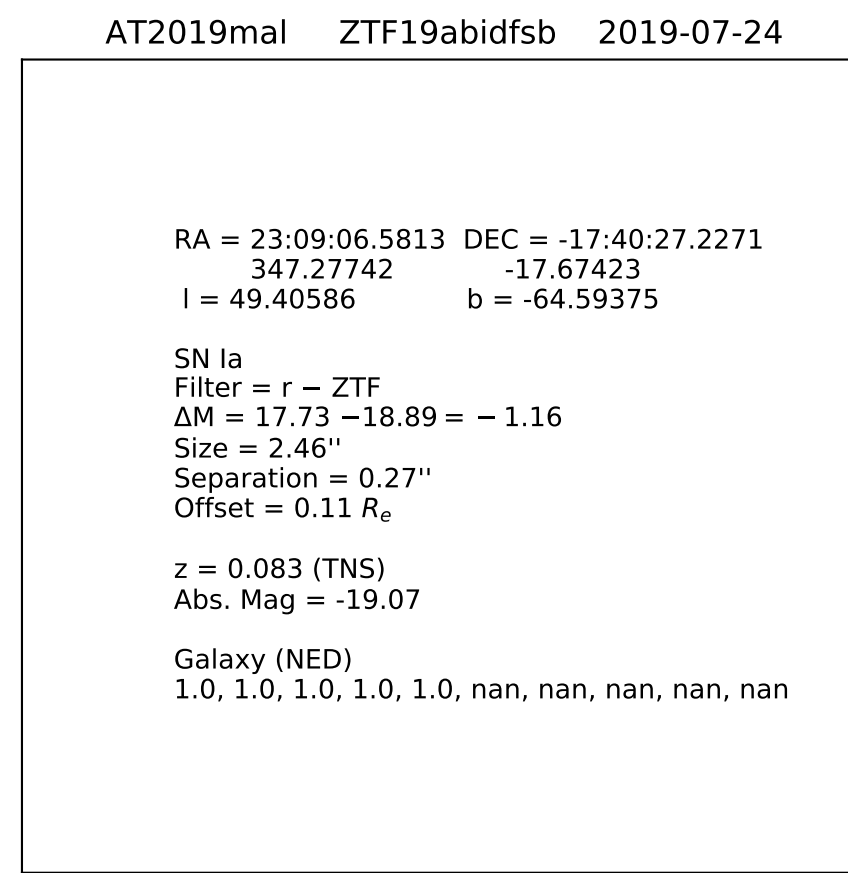 AT2019mal ZTF19abidfsb 2019-07-24
RA = 23:09:06.5813 DEC = -17:40:27.2271
347.27742 -17.67423
l = 49.40586 b = -64.59375
SN Ia
Filter = r − ZTF
ΔM = 17.73 −18.89 = − 1.16
Size = 2.46''
Separation = 0.27''
Offset = 0.11 Rₑ
z = 0.083 (TNS)
Abs. Mag = -19.07
Galaxy (NED)
1.0, 1.0, 1.0, 1.0, 1.0, nan, nan, nan, nan, nan